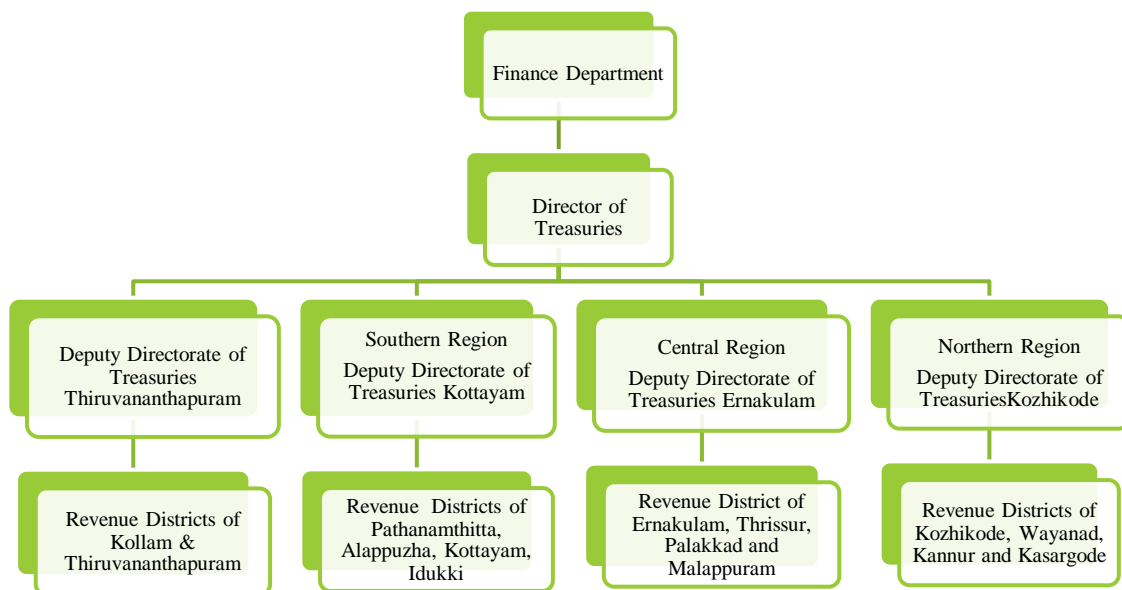 Finance Department
Director of
Treasuries
Deputy Directorate of
Treasuries
Thiruvananthapuram
Southern Region
Deputy Directorate of
Treasuries Kottayam
Central Region
Deputy Directorate of
Treasuries Ernakulam
Northern Region
Deputy Directorate of
TreasuriesKozhikode
Revenue Districts of
Kollam &
Thiruvananthapuram
Revenue Districts of
Pathanamthitta,
Alappuzha, Kottayam,
Idukki
Revenue District of
Ernakulam, Thrissur,
Palakkad and
Malappuram
Revenue Districts of
Kozhikode, Wayanad,
Kannur and Kasargode